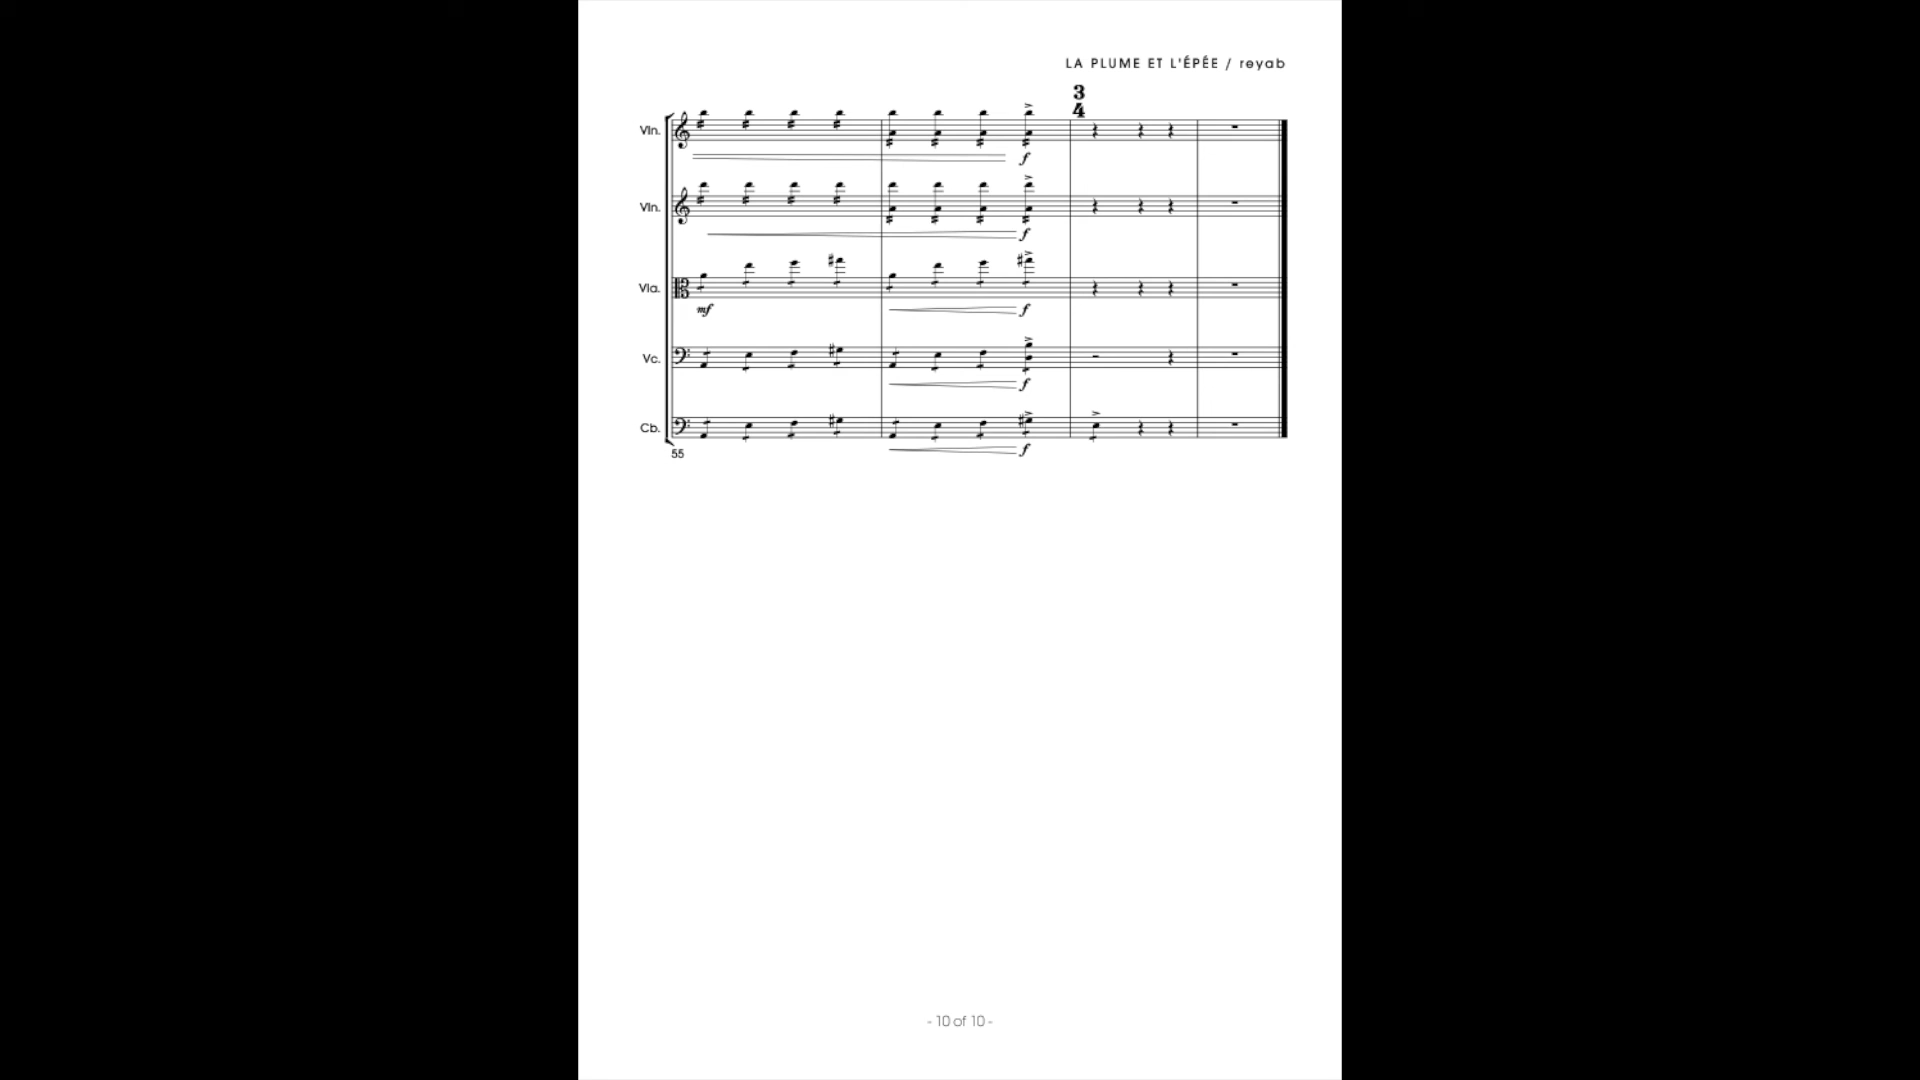 LA PLUME ET L'ÉPÉE / reyab
3
4
Vln.
f
Vln.
f
Vla.
mf f
Vc.
f
Cb.
f
55
- 10 of 10 -